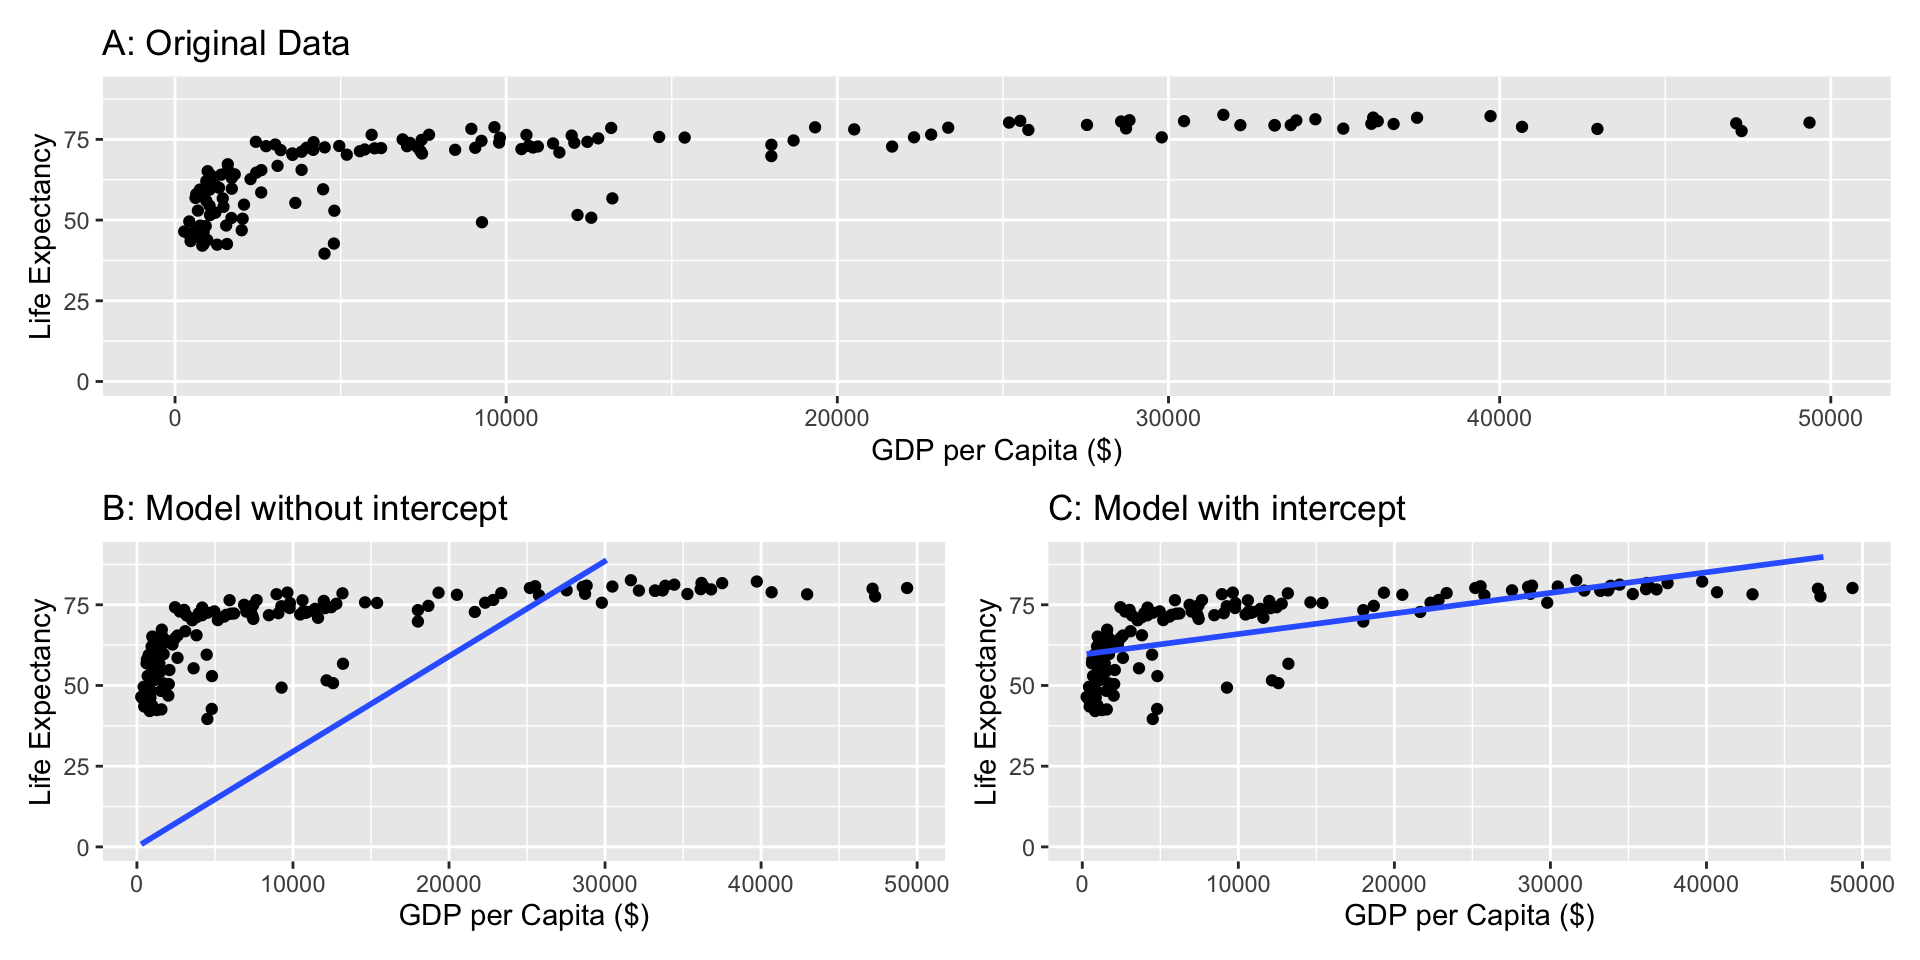 A: Original Data
Life Expectancy
75
50
25
0
0 10000 20000 30000 40000 50000
GDP per Capita ($)
B: Model without intercept
Life Expectancy
75
50
25
0
0 10000 20000 30000 40000 50000
GDP per Capita ($)
C: Model with intercept
Life Expectancy
75
50
25
0
0 10000 20000 30000 40000 50000
GDP per Capita ($)